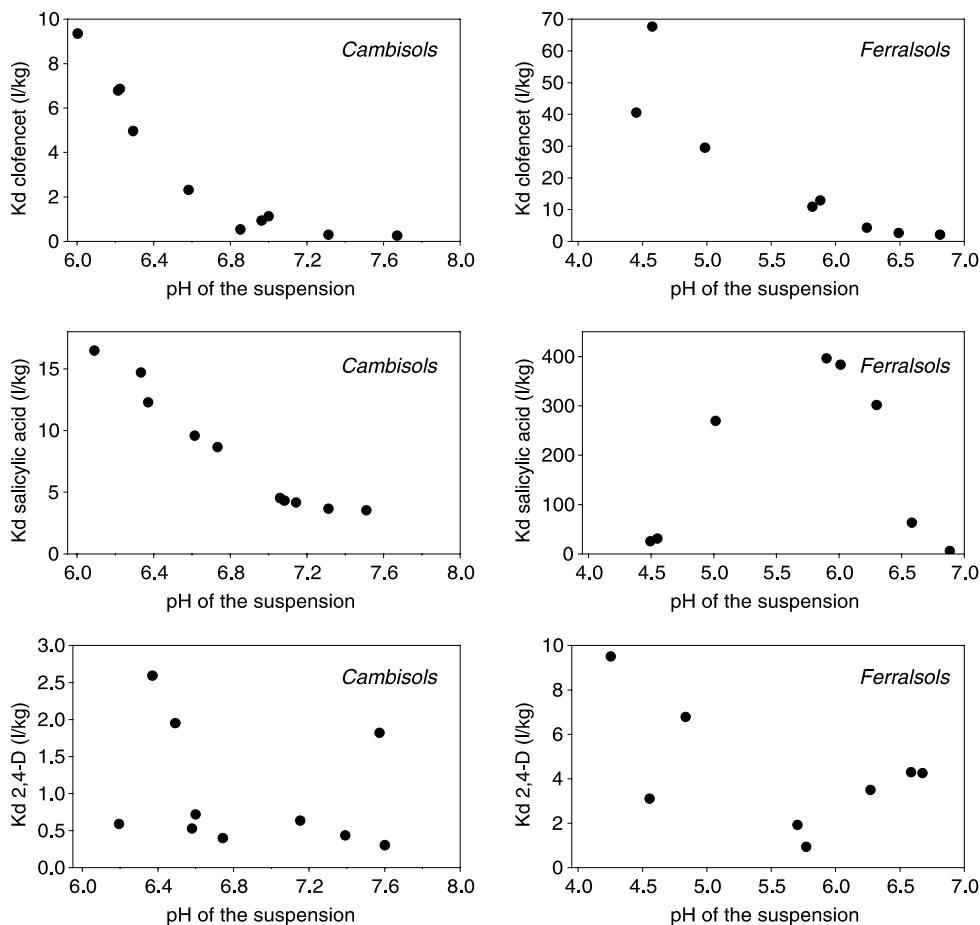 Kd clofencet (l/kg)
10
8
6
4
2
0
Cambisols
6.0 6.4 6.8 7.2 7.6 8.0
pH of the suspension
Kd clofencet (l/kg)
70
60
50
40
30
20
10
0
Ferralsols
4.0 4.5 5.0 5.5 6.0 6.5 7.0
pH of the suspension
Kd salicylic acid (l/kg)
15
10
5
0
Cambisols
6.0 6.4 6.8 7.2 7.6 8.0
pH of the suspension
Kd salicylic acid (l/kg)
400
300
200
100
0
Ferralsols
4.0 4.5 5.0 5.5 6.0 6.5 7.0
pH of the suspension
Kd 2,4-D (l/kg)
3.0
2.5
2.0
1.5
1.0
0.5
0.0
Cambisols
6.0 6.4 6.8 7.2 7.6 8.0
pH of the suspension
Kd 2,4-D (l/kg)
10
8
6
4
2
0
Ferralsols
4.0 4.5 5.0 5.5 6.0 6.5 7.0
pH of the suspension